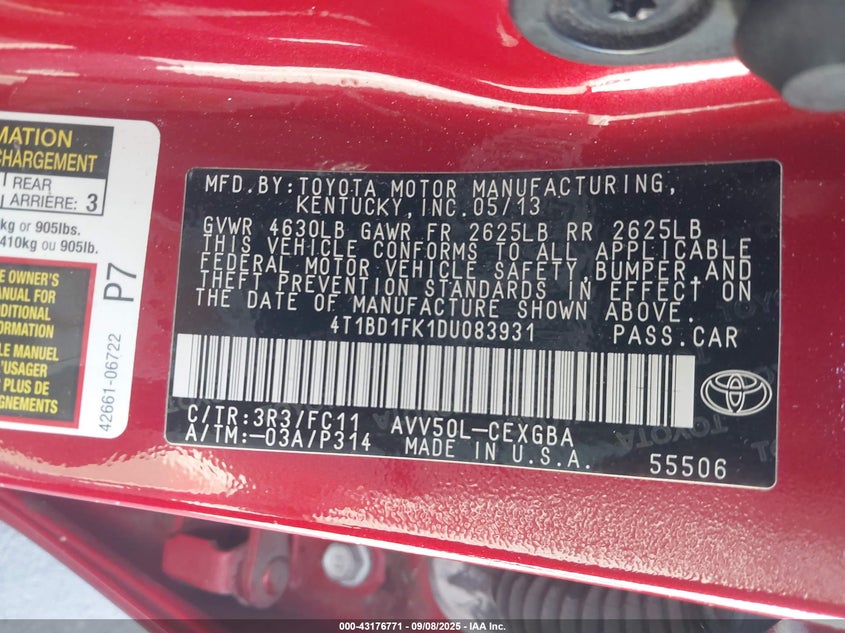 MATION
CHARGEMENT
REAR
ARRIÈRE: 3
kg or 905lbs.
410kg ou 905lb.
E OWNER'S
ANUAL FOR
DDITIONAL
ORMATION
LE MANUEL
'USAGER
PLUS DE
GNEMENTS
P7
42661-06722
MFD.BY:TOYOTA MOTOR MANUFACTURING,
KENTUCKY,INC.05/13
GVWR 4630LB GAWR FR 2625LB RR 2625LB
THIS VEHICLE CONFORMS TO ALL APPLICABLE
FEDERAL MOTOR VEHICLE SAFETY,BUMPER,AND
THEFT PREVENTION STANDARDS IN EFFECT ON
THE DATE OF MANUFACTURE SHOWN ABOVE.
4T1BD1FK1DU083931 PASS.CAR
C/TR:3R3/FC11 AVV50L-CEXGBA
A/TM:-03A/P314 MADE IN U.S.A. 55506
000-43176771 - 09/08/2025 - IAA Inc.